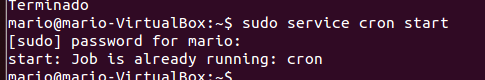 Terminado
mario@mario-VirtualBox:~$ sudo service cron start
[sudo] password for mario:
start: Job is already running: cron
mario@mario-VirtualBox:~$